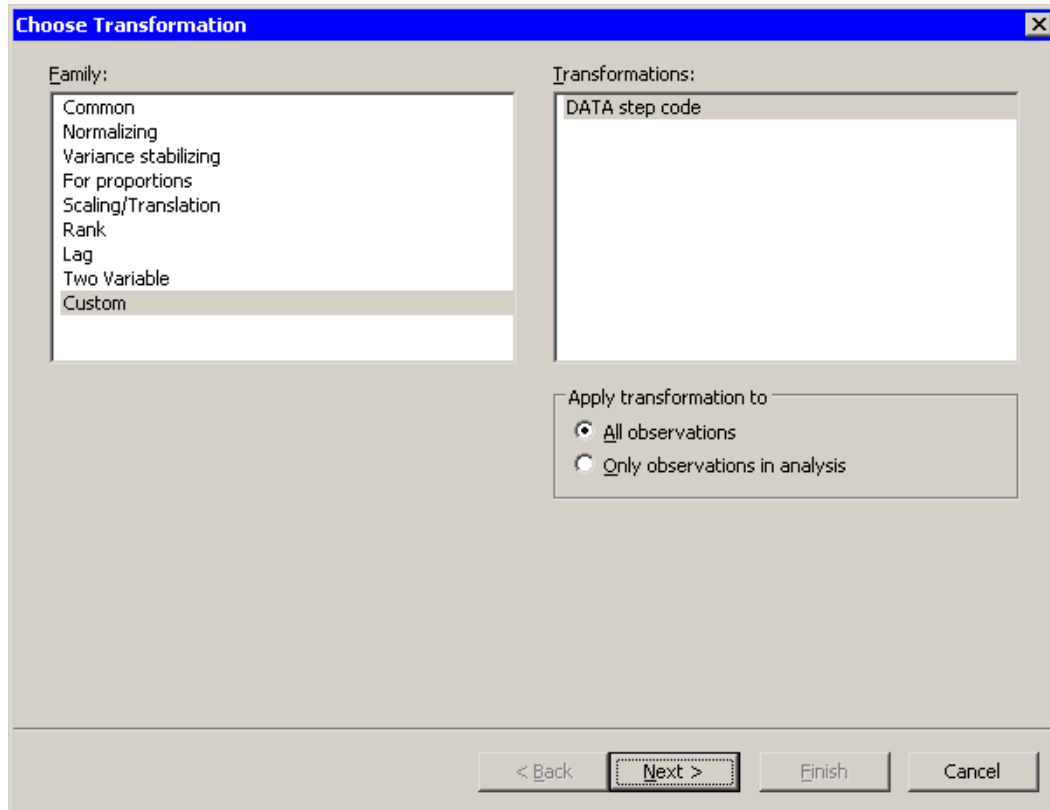 Choose Transformation
Family:
Common
Normalizing
Variance stabilizing
For proportions
Scaling/Translation
Rank
Lag
Two Variable
Custom
Transformations:
DATA step code
Apply transformation to
All observations
Only observations in analysis
< Back
Next >
Finish
Cancel